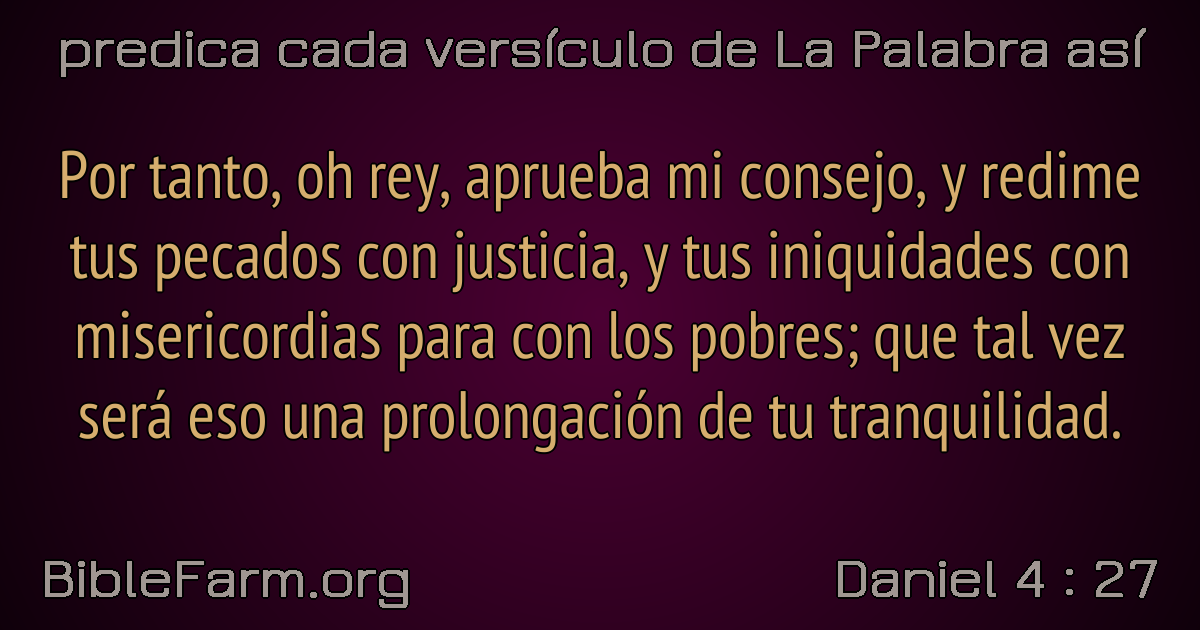 predica cada versículo de La Palabra así
Por tanto, oh rey, aprueba mi consejo, y redime
tus pecados con justicia, y tus iniquidades con
misericordias para con los pobres; que tal vez
será eso una prolongación de tu tranquilidad.
BibleFarm.org
Daniel 4 : 27